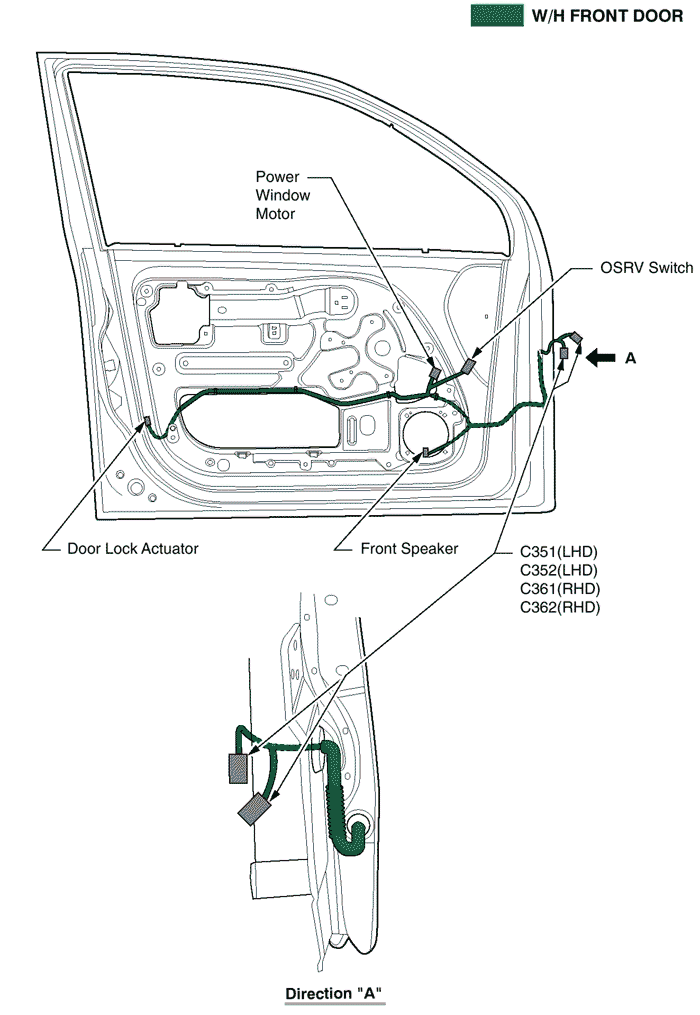 W/H FRONT DOOR
Power
Window
Motor
OSRV Switch
A
Door Lock Actuator
Front Speaker
C351(LHD)
C352(LHD)
C361(RHD)
C362(RHD)
Direction "A"